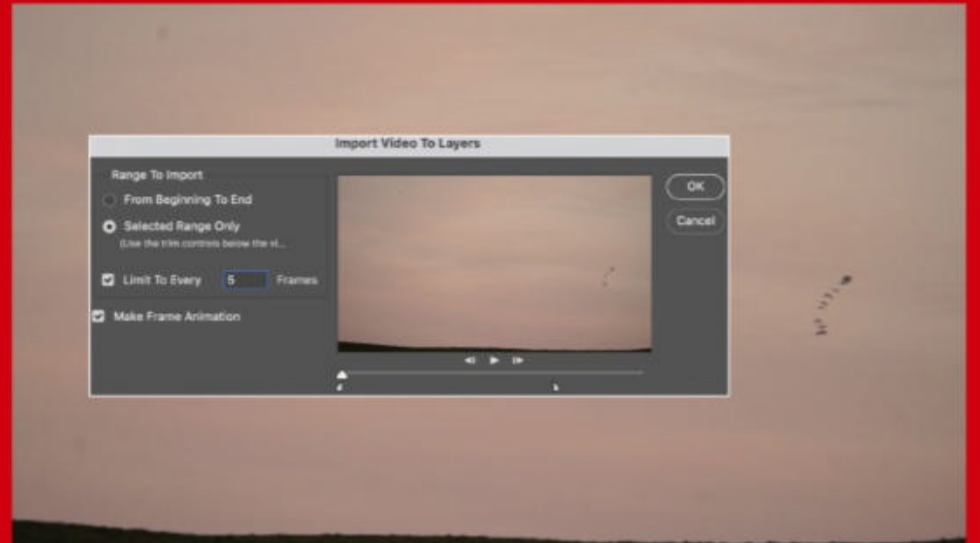 Import Video To Layers
Range To Import
From Beginning To End
Selected Range Only
(Use the trim controls below the vi...
Limit To Every 5 Frames
Make Frame Animation
OK
Cancel